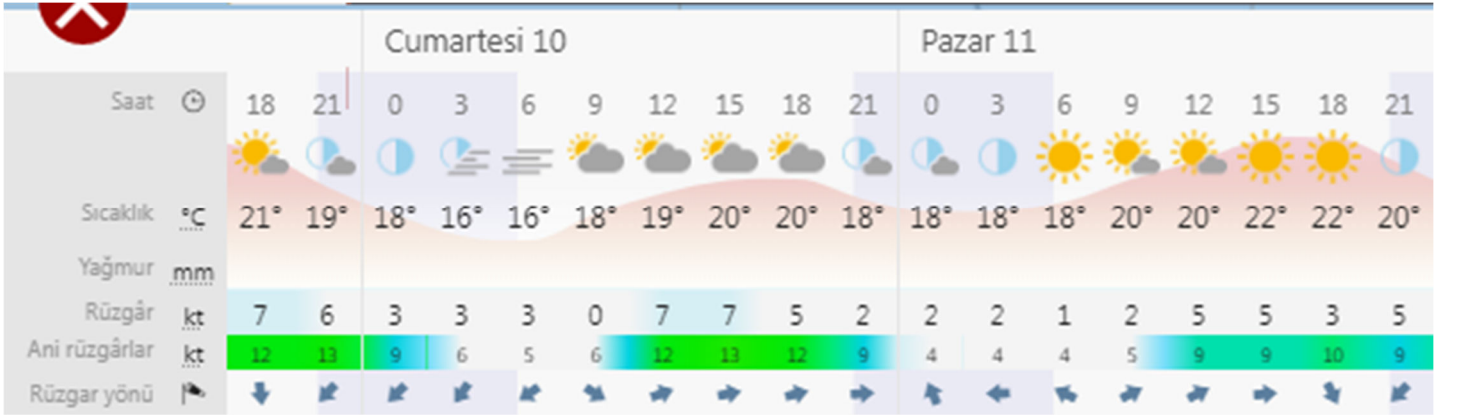 Cumartesi 10 Pazar 11
Saat 18 21 0 3 6 9 12 15 18 21 0 3 6 9 12 15 18 21
Sıcaklık °C 21° 19° 18° 16° 16° 18° 19° 20° 20° 18° 18° 18° 18° 20° 20° 22° 22° 20°
Yağmur mm
Rüzgâr kt 7 6 3 3 3 0 7 7 5 2 2 2 1 2 5 5 3 5
Ani rüzgârlar kt 12 13 9 6 5 6 12 13 12 9 4 4 4 5 9 9 10 9
Rüzgar yönü